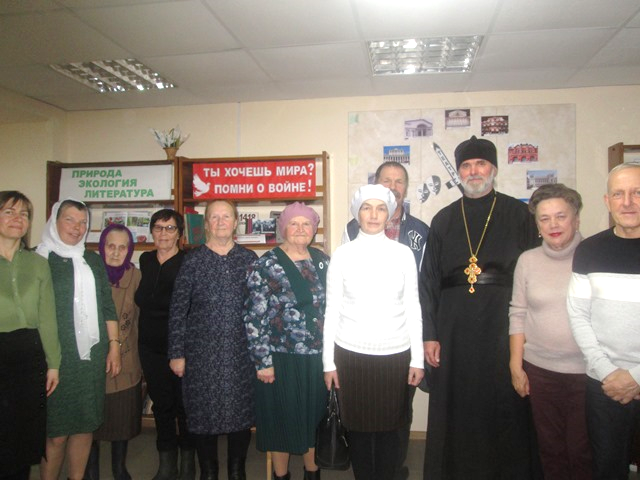 ПРИРОДА
ЭКОЛОГИЯ
ЛИТЕРАТУРА
ТЫ ХОЧЕШЬ МИРА?
ПОМНИ О ВОЙНЕ!